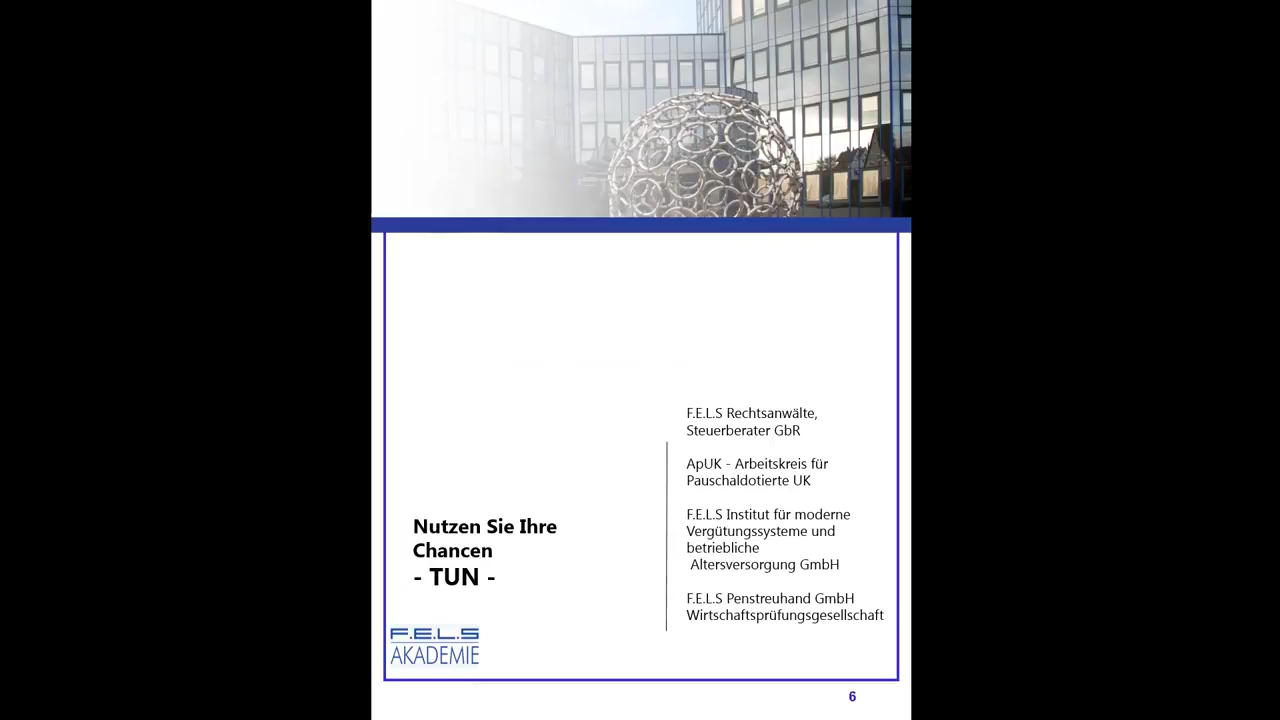 F.E.L.S Rechtsanwälte,
Steuerberater GbR
ApUK - Arbeitskreis für
Pauschaldotierte UK
F.E.L.S Institut für moderne
Vergütungssysteme und
betriebliche
Altersversorgung GmbH
F.E.L.S Penstreuhand GmbH
Wirtschaftsprüfungsgesellschaft
Nutzen Sie Ihre
Chancen
- TUN -
F.E.L.S
AKADEMIE
6